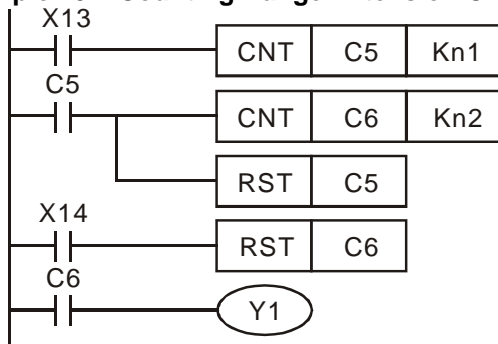 X13
CNT C5 Kn1
C5
CNT C6 Kn2
RST C5
X14
RST C6
C6
Y1